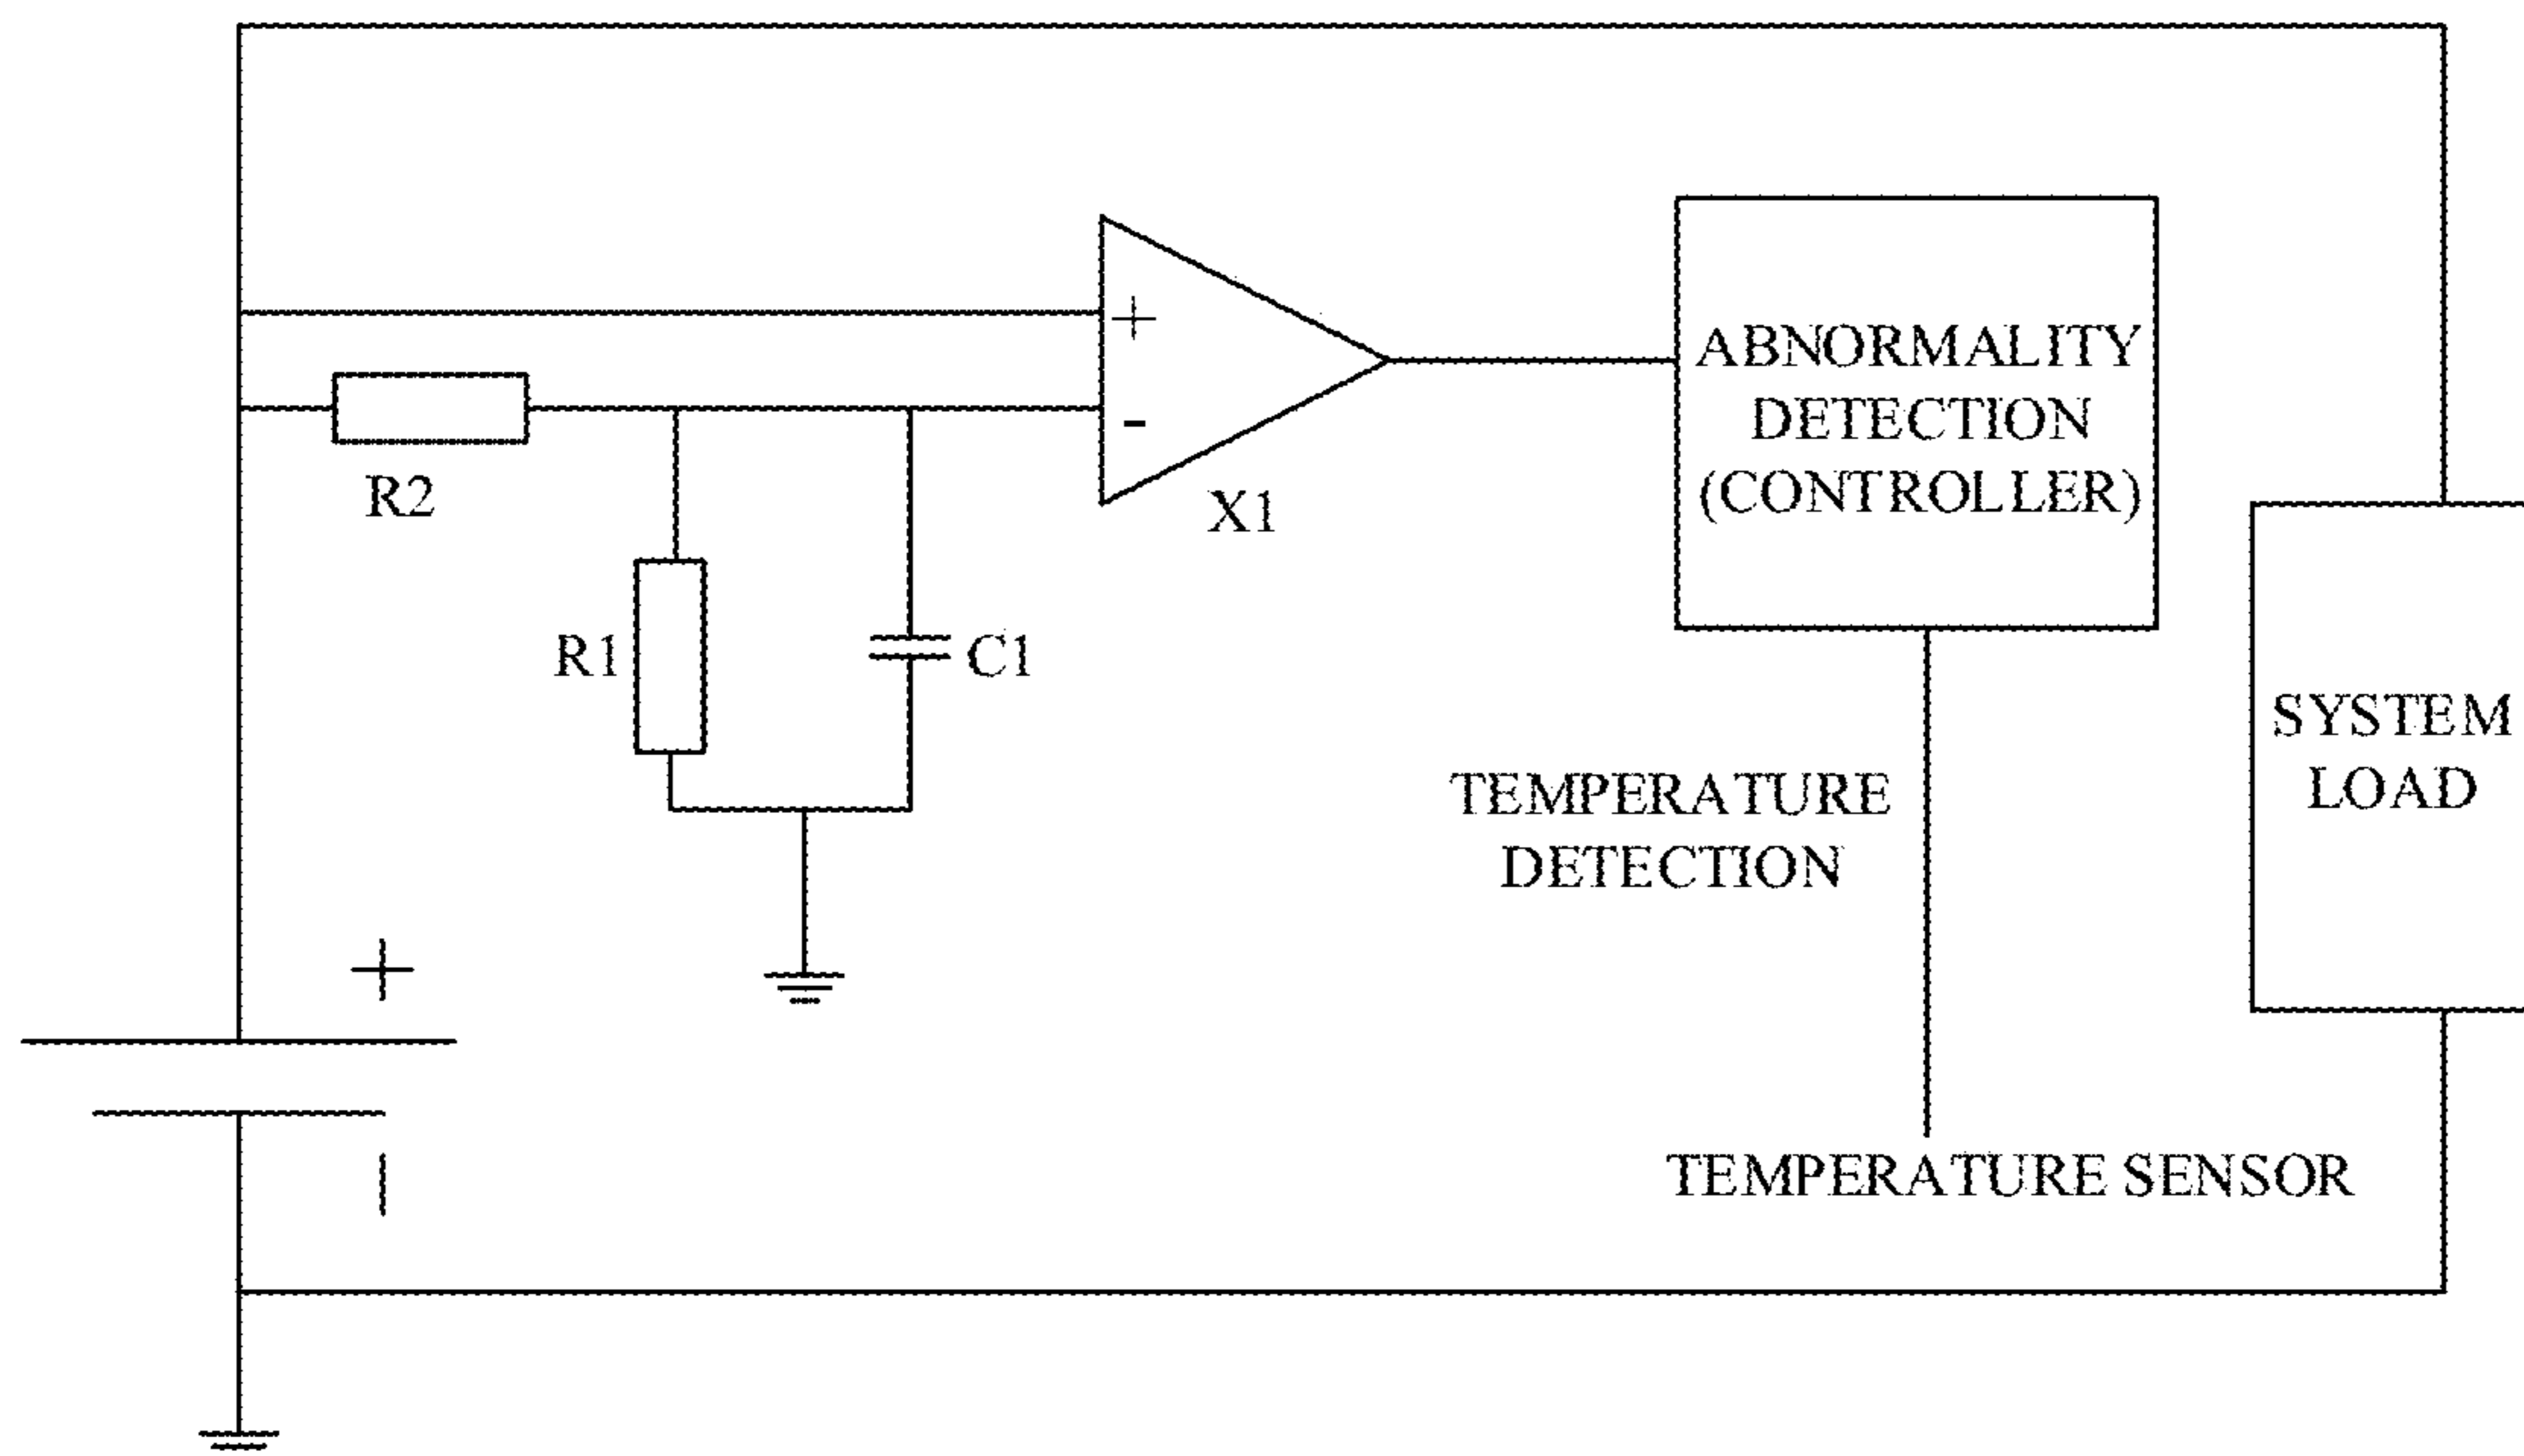 +
-
X1
R2
R1
C1
ABNORMALITY
DETECTION
(CONTROLLER)
SYSTEM
LOAD
TEMPERATURE
DETECTION
TEMPERATURE SENSOR
+
|